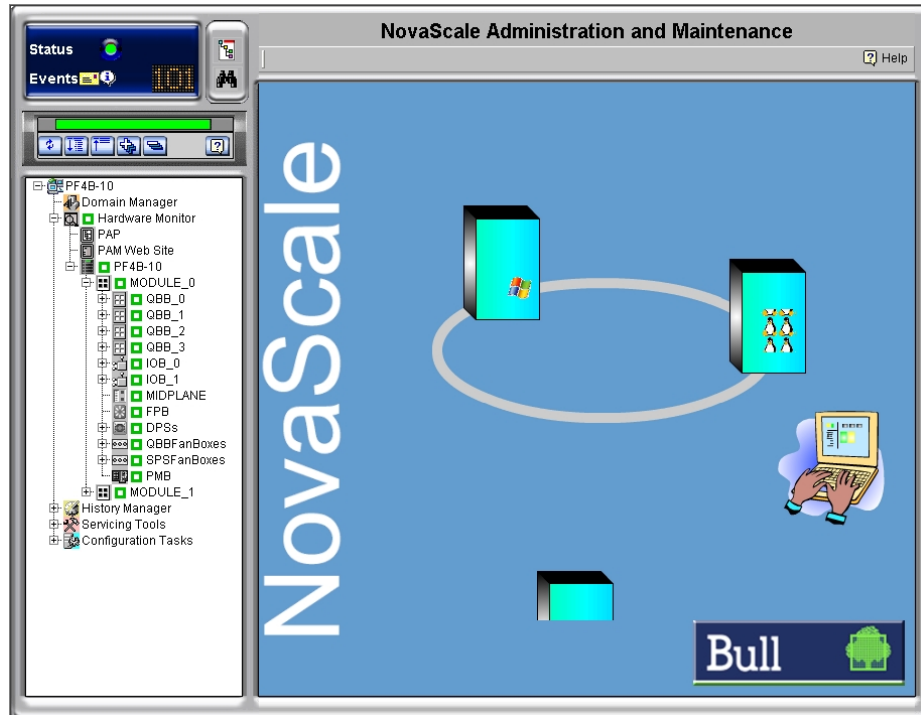 NovaScale Administration and Maintenance
Status
Events
101
Help
PF4B-10
Domain Manager
Hardware Monitor
PAP
PAM Web Site
PF4B-10
MODULE_0
QBB_0
QBB_1
QBB_2
QBB_3
IOB_0
IOB_1
MIDPLANE
FPB
DPSs
QBBFanBoxes
SPSFanBoxes
PMB
MODULE_1
History Manager
Servicing Tools
Configuration Tasks
NovaScale
Bull